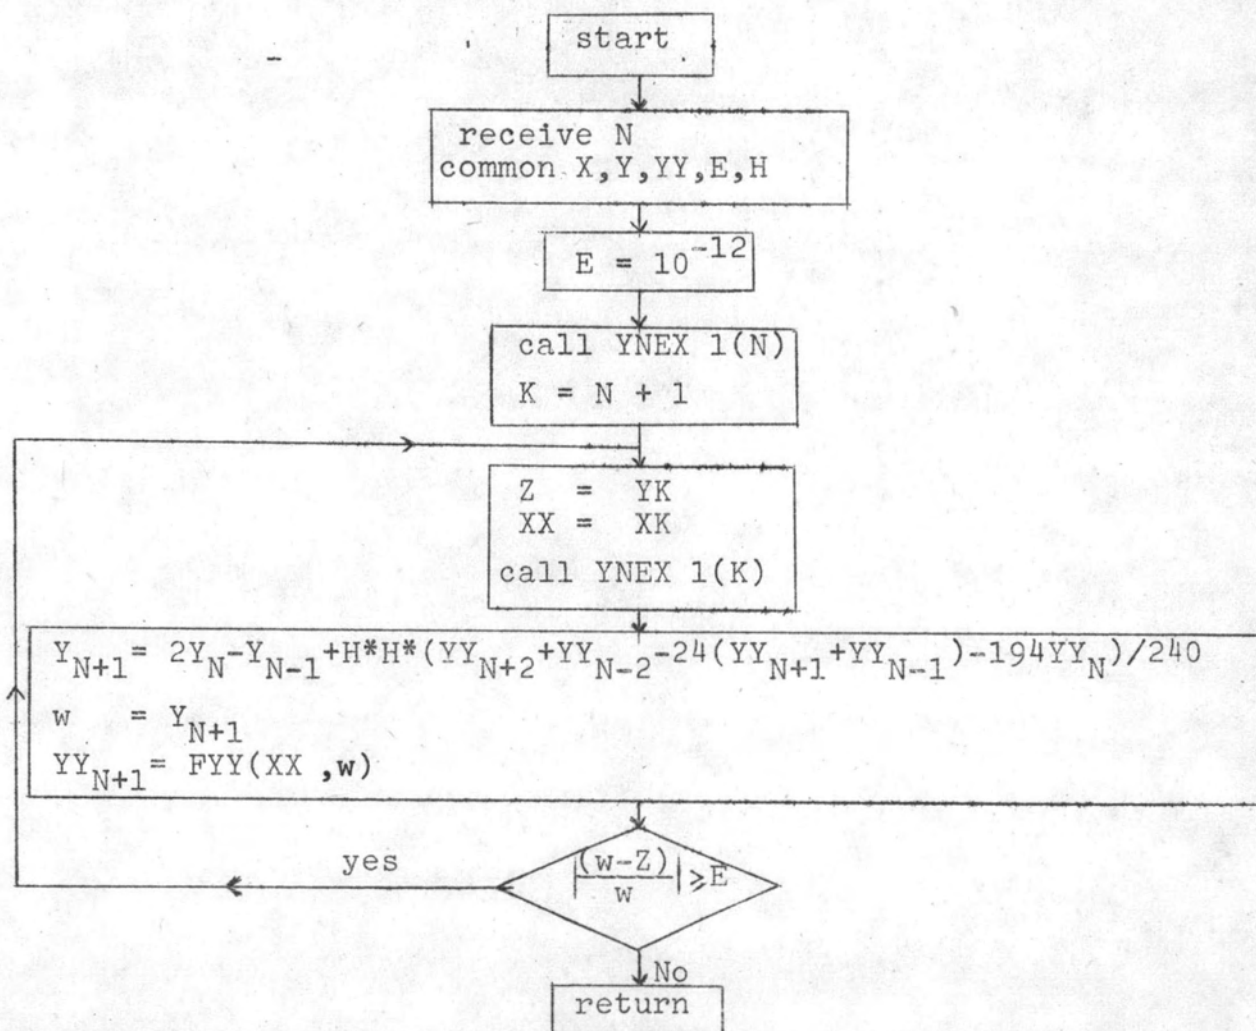 start
receive N
common X,Y,YY,E,H
E = 10^-12
call YNEX 1(N)
K = N + 1
Z = YK
XX = XK
call YNEX 1(K)
Y_N+1 = 2Y_N-Y_N-1+H*H*(YY_N+2+YY_N-2-24(YY_N+1+YY_N-1)-194YY_N)/240
w = Y_N+1
YY_N+1= FYY(XX ,w)
yes
|(w-Z)/w| ≥E
No
return